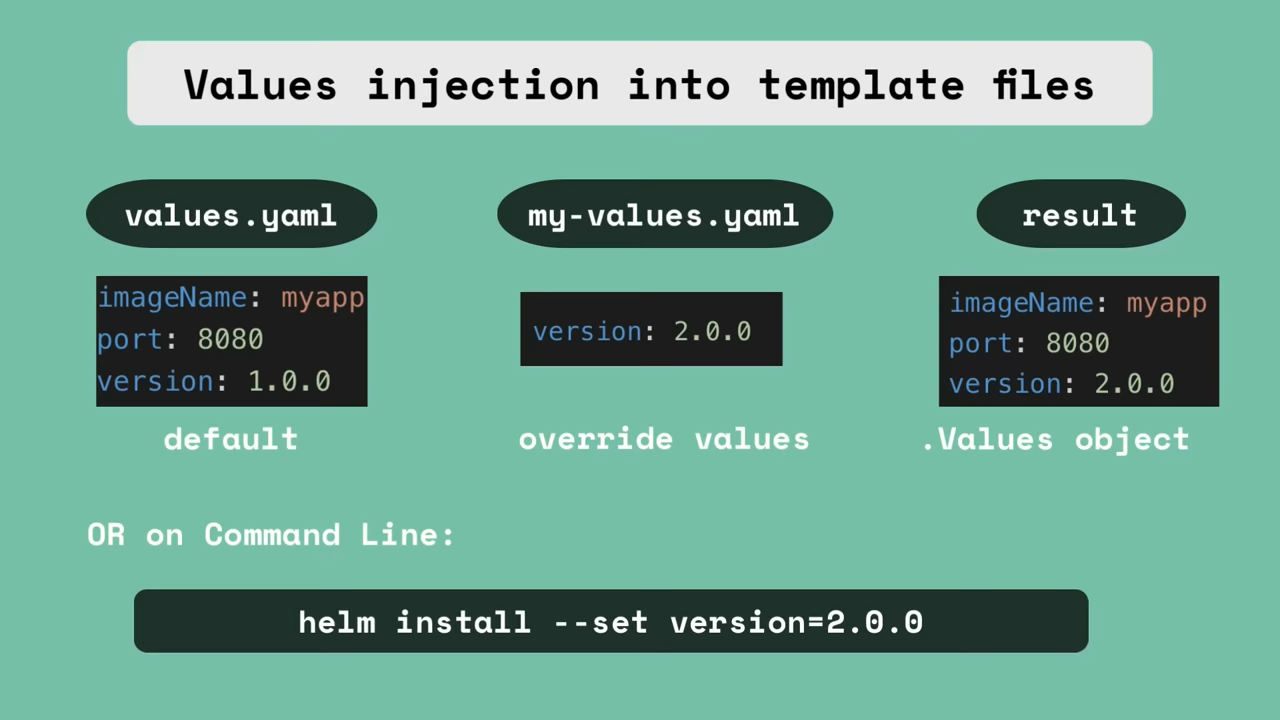 Values injection into template files
values.yaml
my-values.yaml
result
imageName: myapp
port: 8080
version: 1.0.0
version: 2.0.0
imageName: myapp
port: 8080
version: 2.0.0
default
override values
.Values object
OR on Command Line:
helm install --set version=2.0.0